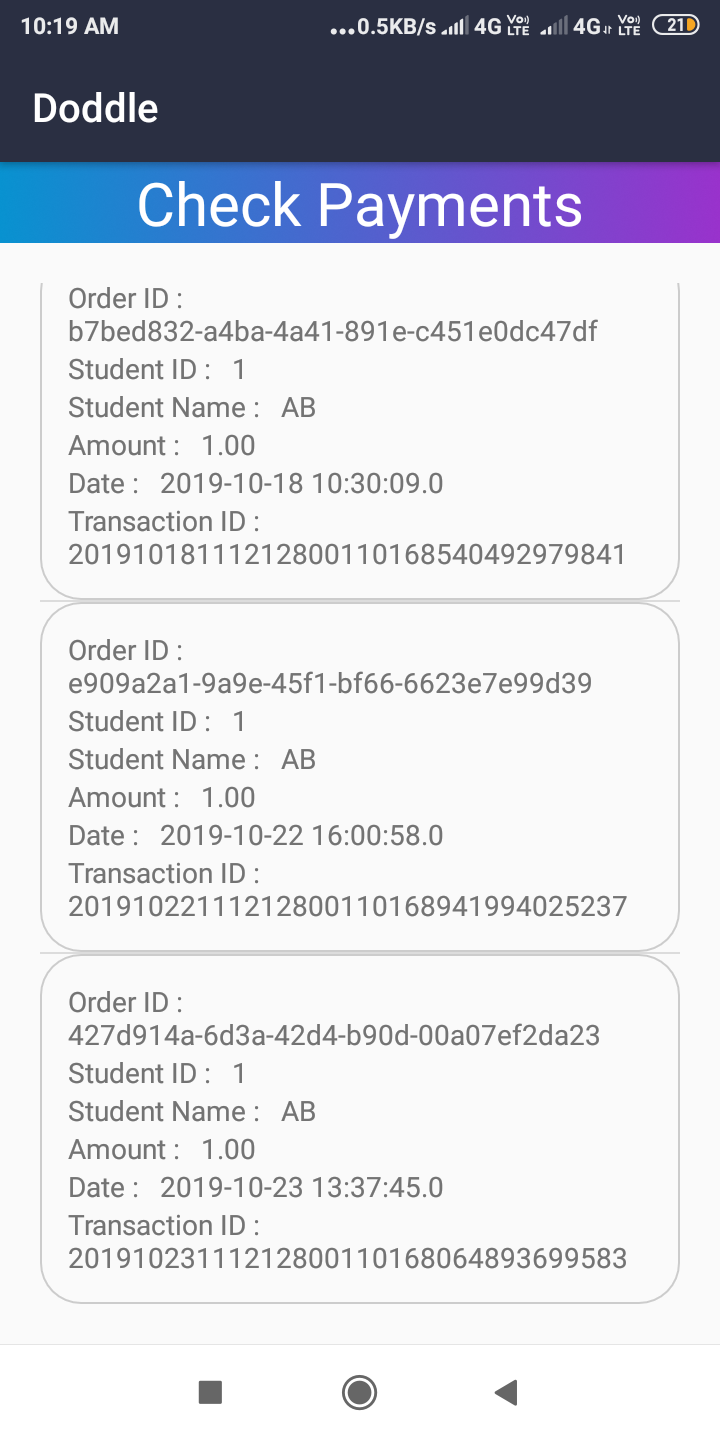 10:19 AM ...0.5KB/s 4G Vo)) LTE 4G Vo)) LTE 21
Doddle
Check Payments
Order ID :
b7bed832-a4ba-4a41-891e-c451e0dc47df
Student ID : 1
Student Name : AB
Amount : 1.00
Date : 2019-10-18 10:30:09.0
Transaction ID :
20191018111212800110168540492979841
Order ID :
e909a2a1-9a9e-45f1-bf66-6623e7e99d39
Student ID : 1
Student Name : AB
Amount : 1.00
Date : 2019-10-22 16:00:58.0
Transaction ID :
20191022111212800110168941994025237
Order ID :
427d914a-6d3a-42d4-b90d-00a07ef2da23
Student ID : 1
Student Name : AB
Amount : 1.00
Date : 2019-10-23 13:37:45.0
Transaction ID :
20191023111212800110168064893699583